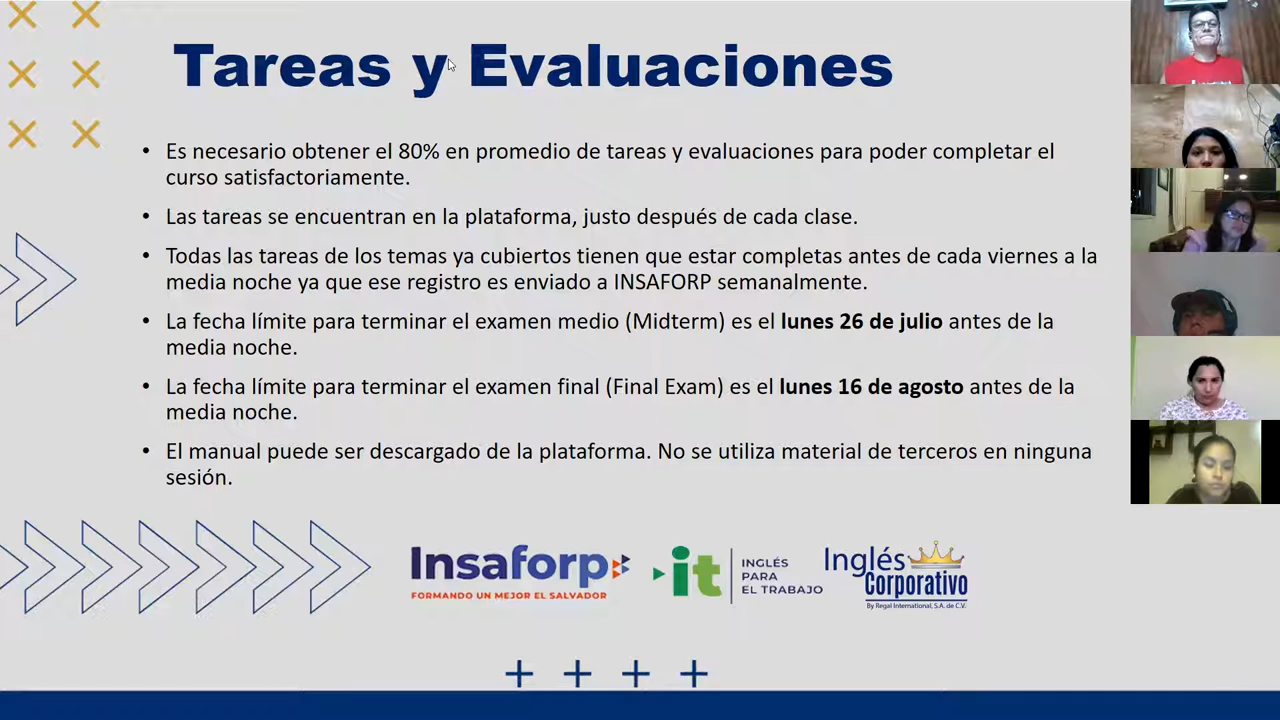 Tareas y Evaluaciones
• Es necesario obtener el 80% en promedio de tareas y evaluaciones para poder completar el
curso satisfactoriamente.
• Las tareas se encuentran en la plataforma, justo después de cada clase.
• Todas las tareas de los temas ya cubiertos tienen que estar completas antes de cada viernes a la
media noche ya que ese registro es enviado a INSAFORP semanalmente.
• La fecha límite para terminar el examen medio (Midterm) es el lunes 26 de julio antes de la
media noche.
• La fecha límite para terminar el examen final (Final Exam) es el lunes 16 de agosto antes de la
media noche.
• El manual puede ser descargado de la plataforma. No se utiliza material de terceros en ninguna
sesión.
Insaforp
FORMANDO UN MEJOR EL SALVADOR
it
INGLÉS
PARA
EL TRABAJO
Inglés
Corporativo
By Regal International, S.A. de C.V.